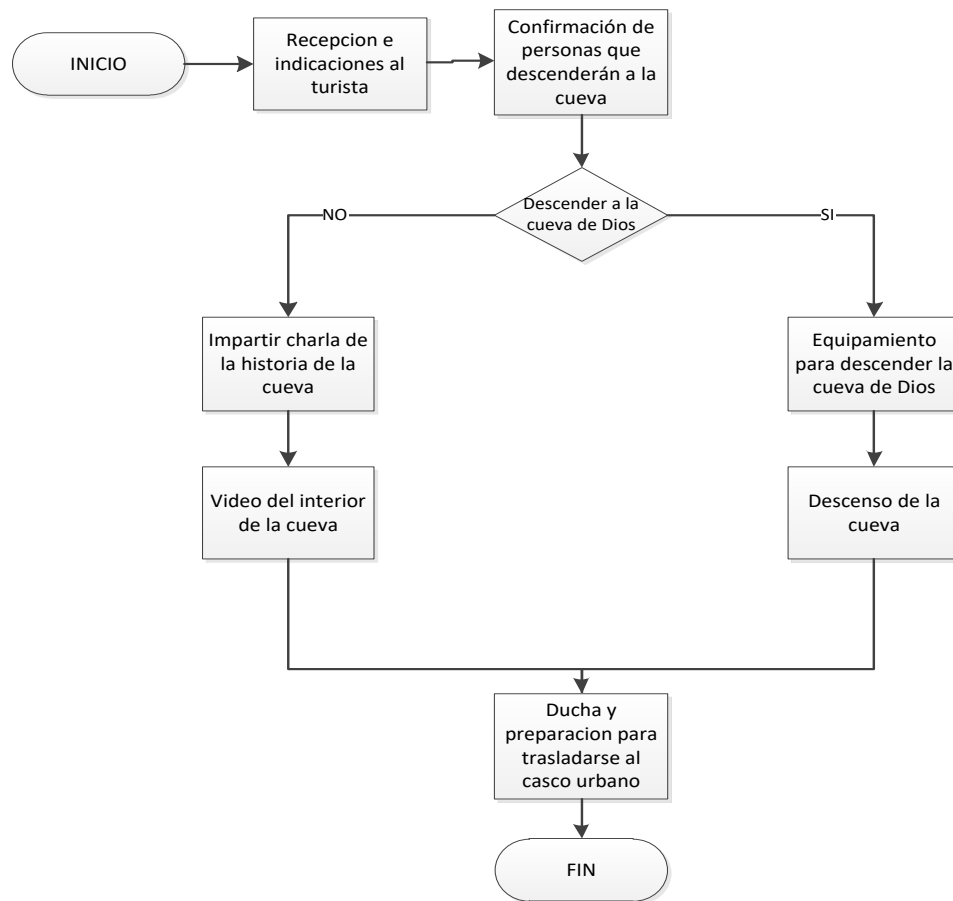 INICIO
Recepcion e
indicaciones al
turista
Confirmación de
personas que
descenderán a la
cueva
Descender a la
cueva de Dios
NO
SI
Impartir charla de
la historia de la
cueva
Equipamiento
para descender la
cueva de Dios
Video del interior
de la cueva
Descenso de la
cueva
Ducha y
preparacion para
trasladarse al
casco urbano
FIN